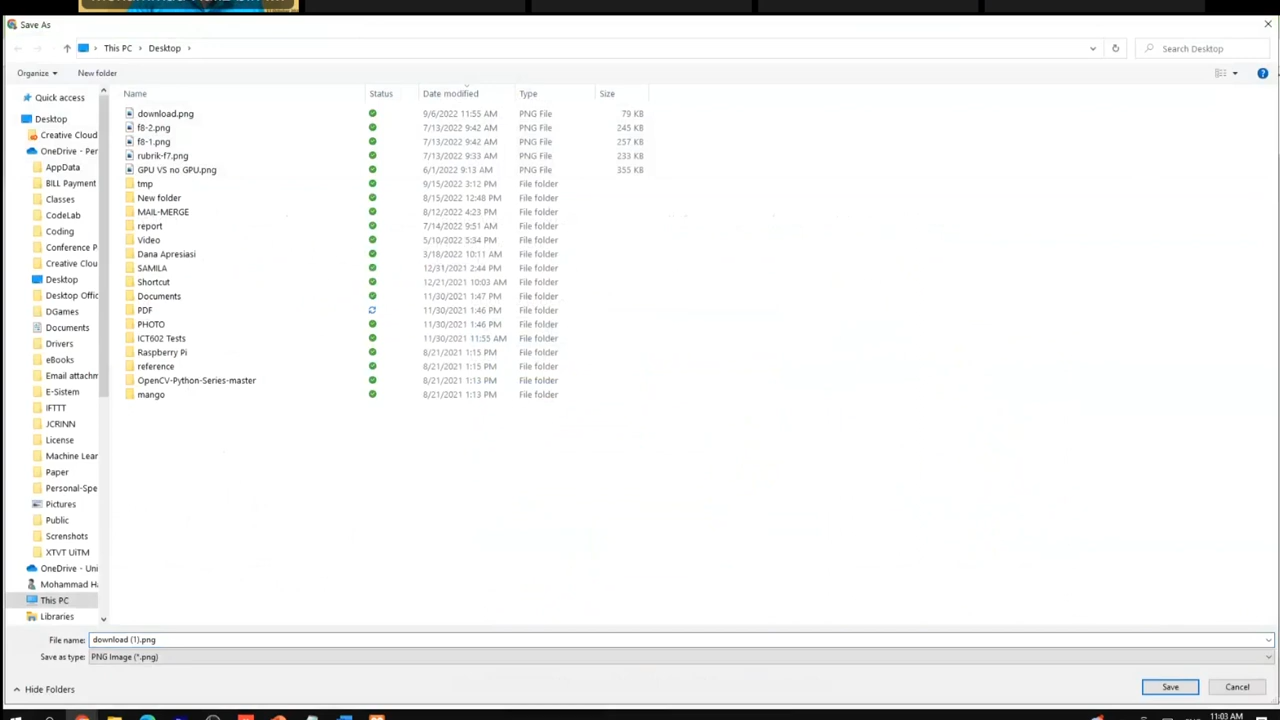 Save As
This PC
Desktop
Search Desktop
Organize
New folder
Name Status Date modified Type Size
download.png 9/6/2022 11:55 AM PNG File 79 KB
f8-2.png 7/13/2022 9:42 AM PNG File 245 KB
f8-1.png 7/13/2022 9:42 AM PNG File 257 KB
rubrik-f7.png 7/13/2022 9:33 AM PNG File 233 KB
GPU VS no GPU.png 6/1/2022 9:13 AM PNG File 355 KB
tmp 9/15/2022 3:12 PM File folder
New folder 8/15/2022 12:48 PM File folder
MAIL-MERGE 8/12/2022 4:23 PM File folder
report 7/14/2022 9:51 AM File folder
Video 5/10/2022 5:34 PM File folder
Dana Apresiasi 3/18/2022 10:11 AM File folder
SAMILA 12/31/2021 2:44 PM File folder
Shortcut 12/21/2021 10:03 AM File folder
Documents 11/30/2021 1:47 PM File folder
PDF 11/30/2021 1:46 PM File folder
PHOTO 11/30/2021 1:46 PM File folder
ICT602 Tests 11/30/2021 11:55 AM File folder
Raspberry Pi 8/21/2021 1:15 PM File folder
reference 8/21/2021 1:15 PM File folder
OpenCV-Python-Series-master 8/21/2021 1:13 PM File folder
mango 8/21/2021 1:13 PM File folder
Quick access
Desktop
Creative Cloud
OneDrive - Per
AppData
BILL Payment
Classes
CodeLab
Coding
Conference P
Creative Clou
Desktop
Desktop Offic
DGames
Documents
Drivers
eBooks
Email attachm
E-Sistem
IFTTT
JCRINN
License
Machine Lear
Paper
Personal-Spe
Pictures
Public
Screnshots
XTVT UiTM
OneDrive - Uni
Mohammad H
This PC
Libraries
File name: download (1).png
Save as type: PNG Image (*.png)
Hide Folders
Save
Cancel
11:03 AM